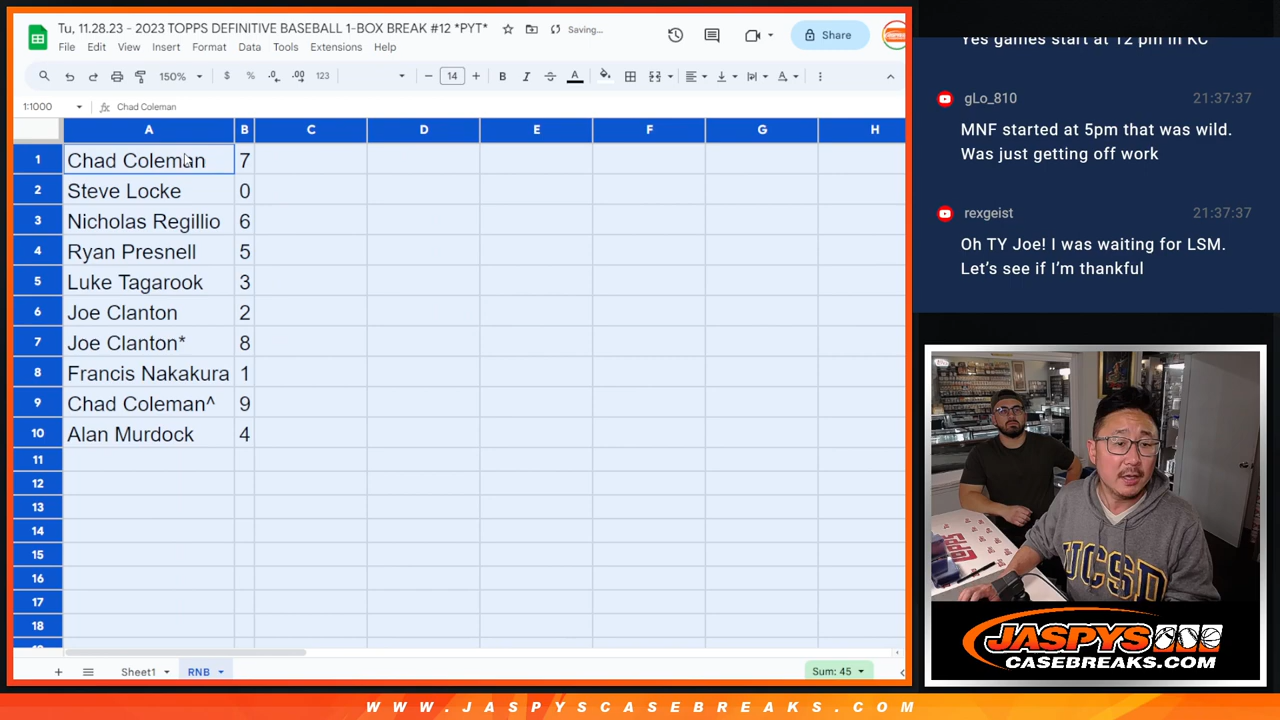 Tu, 11.28.23 - 2023 TOPPS DEFINITIVE BASEBALL 1-BOX BREAK #12 *PYT*
Saving...
File Edit View Insert Format Data Tools Extensions Help
Share
150% $ % .0 .00 123 14 B I A
1:1000 fx Chad Coleman
A B C D E F G H
1 Chad Coleman 7
2 Steve Locke 0
3 Nicholas Regillio 6
4 Ryan Presnell 5
5 Luke Tagarook 3
6 Joe Clanton 2
7 Joe Clanton* 8
8 Francis Nakakura 1
9 Chad Coleman^ 9
10 Alan Murdock 4
11
12
13
14
15
16
17
18
Sheet1 RNB Sum: 45
Yes games start at 12 pm in KC
gLo_810 21:37:37
MNF started at 5pm that was wild.
Was just getting off work
rexgeist 21:37:37
Oh TY Joe! I was waiting for LSM.
Let's see if I'm thankful
UCSD
JASPYS
CASEBREAKS.COM
WWW.JASPYSCASEBREAKS.COM